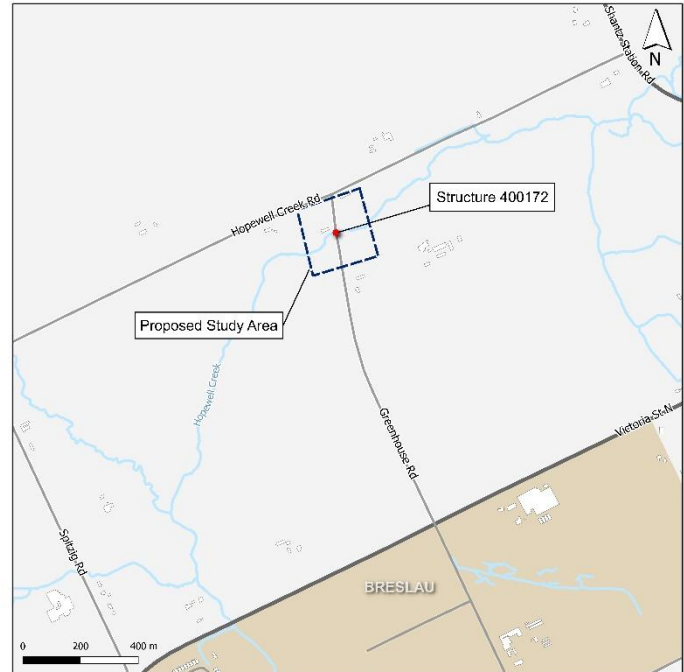 Shantz Station Rd
N
Hopewell Creek Rd
Structure 400172
Proposed Study Area
Hopewell Creek
Greenhouse Rd
Victoria St N
Spitzig Rd
BRESLAU
0 200 400 m